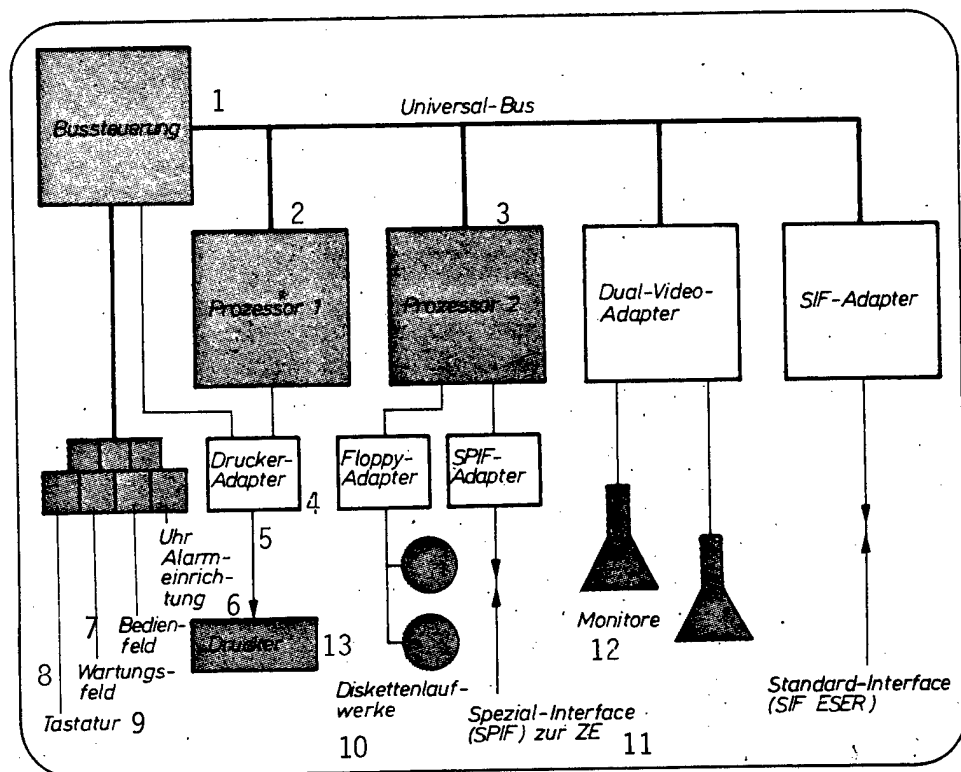 1
Universal-Bus
Bussteuerung
2
3
Prozessor 1
Prozessor 2
Dual-Video-
Adapter
SIF-Adapter
Drucker-
Adapter
4
Floppy-
Adapter
SPIF-
Adapter
5
Uhr
Alarm-
einrich-
tung
6
7
Bedien-
feld
Drucker
13
8
Wartungs-
feld
Tastatur
9
Diskettenlauf-
werke
10
Spezial-Interface
(SPIF) zur ZE
11
Monitore
12
Standard-Interface
(SIF ESER)